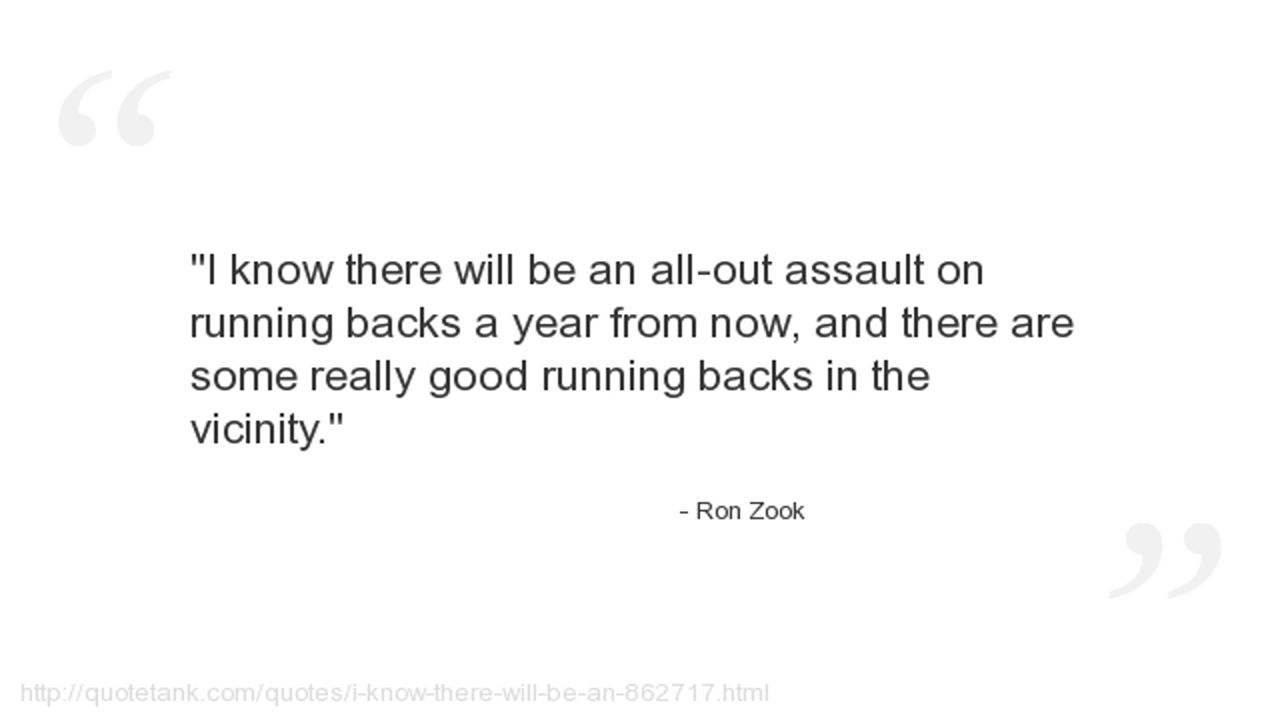 "I know there will be an all-out assault on
running backs a year from now, and there are
some really good running backs in the
vicinity."
- Ron Zook
http://quotetank.com/quotes/i-know-there-will-be-an-862717.html